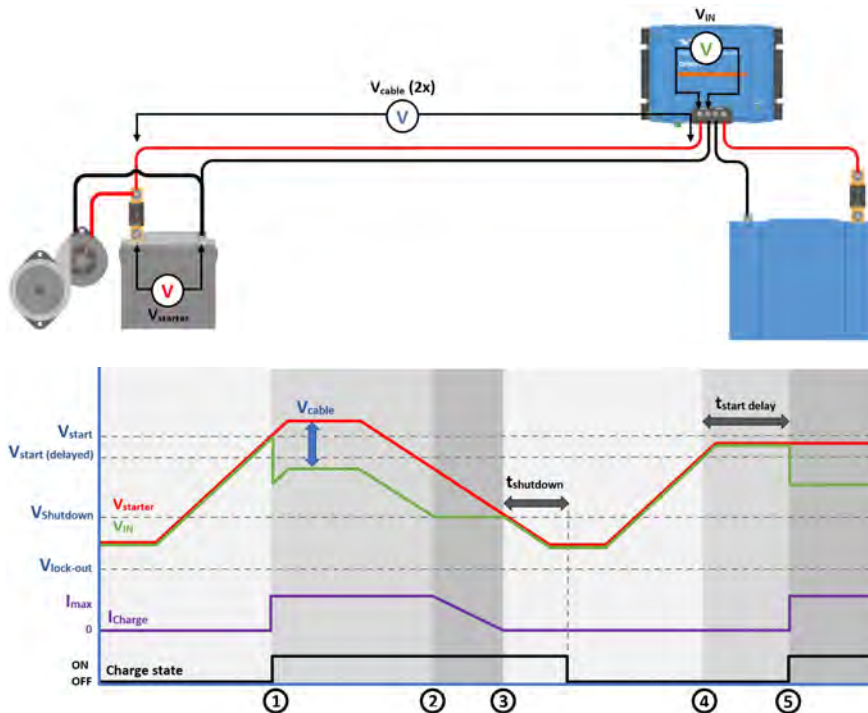 VIN
V
Vcable (2x)
V
V
Vstarter
Vstart
Vcable
tstart delay
Vstart (delayed)
tshutdown
Vstarter
VShutdown
VIN
Vlock-out
Imax
ICharge
0
ON
Charge state
OFF
1 2 3 4 5